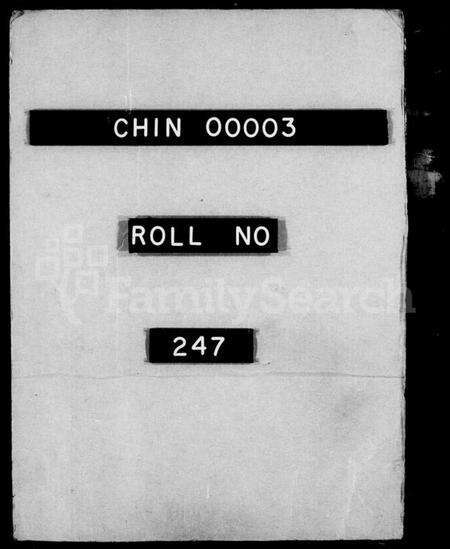 CHIN 00003
ROLL NO
FamilySearch
247